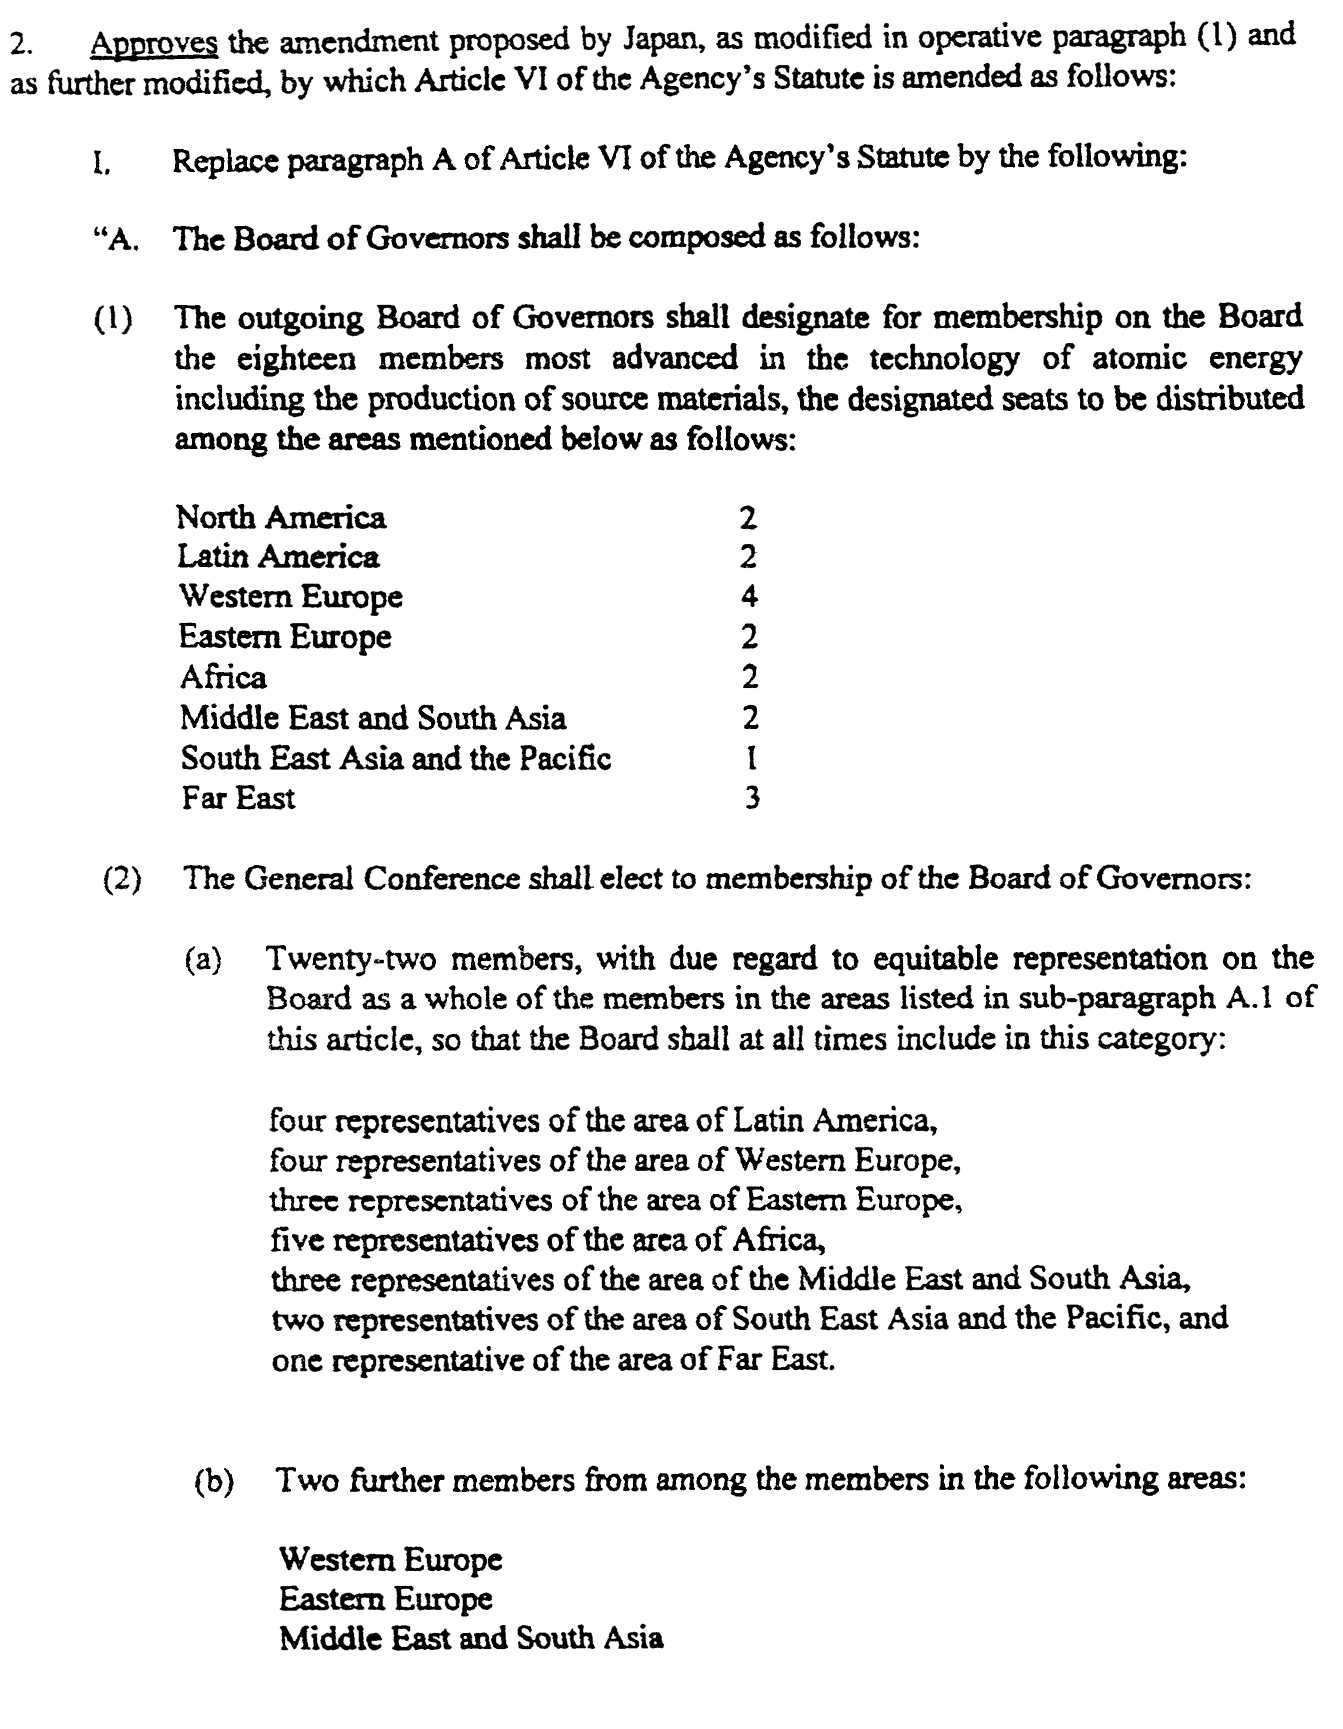 2. Approves the amendment proposed by Japan, as modified in operative paragraph (1) and
as further modified, by which Article VI of the Agency's Statute is amended as follows:
I. Replace paragraph A of Article VI of the Agency's Statute by the following:
“A. The Board of Governors shall be composed as follows:
(1) The outgoing Board of Governors shall designate for membership on the Board
the eighteen members most advanced in the technology of atomic energy
including the production of source materials, the designated seats to be distributed
among the areas mentioned below as follows:
North America 2
Latin America 2
Western Europe 4
Eastern Europe 2
Africa 2
Middle East and South Asia 2
South East Asia and the Pacific 1
Far East 3
(2) The General Conference shall elect to membership of the Board of Governors:
(a) Twenty-two members, with due regard to equitable representation on the
Board as a whole of the members in the areas listed in sub-paragraph A.1 of
this article, so that the Board shall at all times include in this category:
four representatives of the area of Latin America,
four representatives of the area of Western Europe,
three representatives of the area of Eastern Europe,
five representatives of the area of Africa,
three representatives of the area of the Middle East and South Asia,
two representatives of the area of South East Asia and the Pacific, and
one representative of the area of Far East.
(b) Two further members from among the members in the following areas:
Western Europe
Eastern Europe
Middle East and South Asia